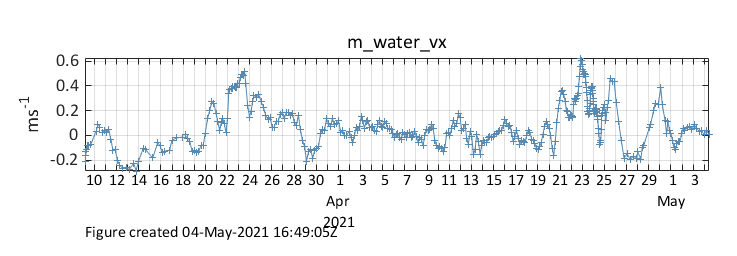 m_water_vx
0.6
0.4
0.2
0
-0.2
ms-1
10 12 14 16 18 20 22 24 26 28 30 1 3 5 7 9 11 13 15 17 19 21 23 25 27 29 1 3
Apr May
2021
Figure created 04-May-2021 16:49:05Z